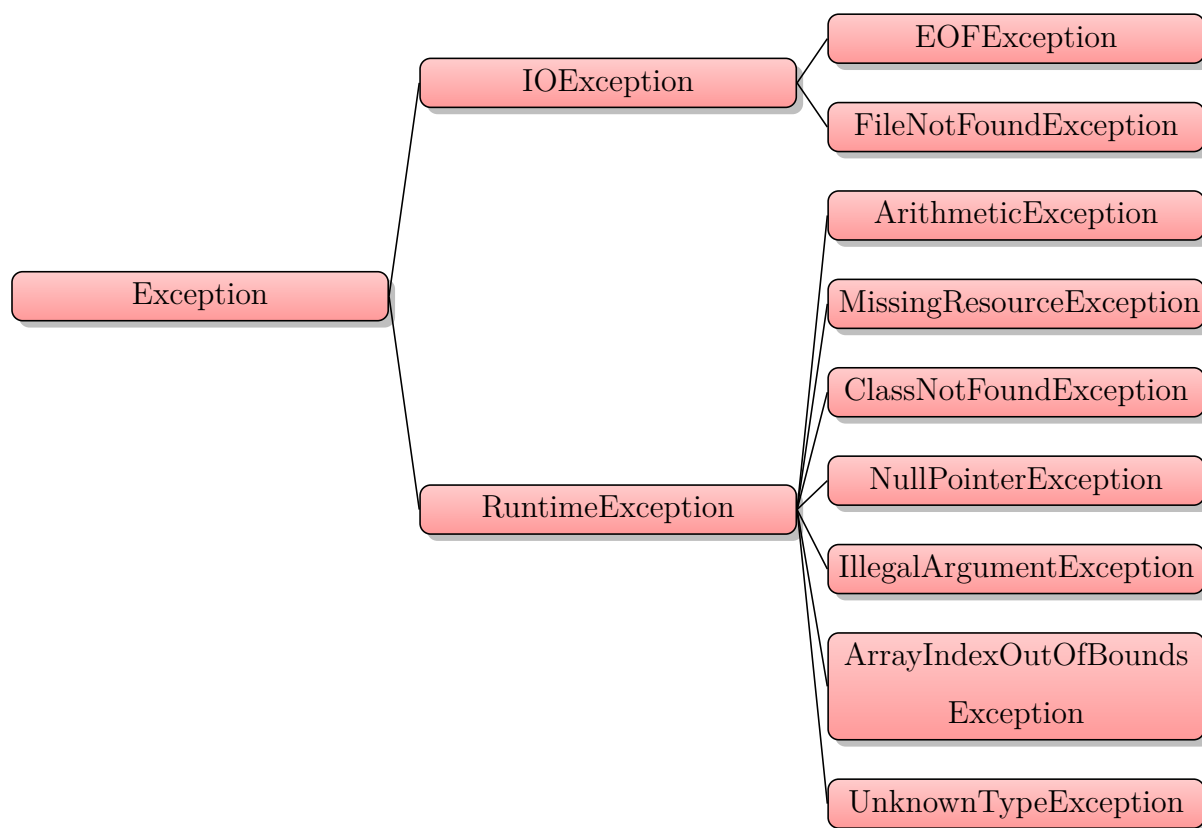 EOFException
IOException
FileNotFoundException
ArithmeticException
Exception
MissingResourceException
ClassNotFoundException
NullPointerException
RuntimeException
IllegalArgumentException
ArrayIndexOutOfBounds
Exception
UnknownTypeException